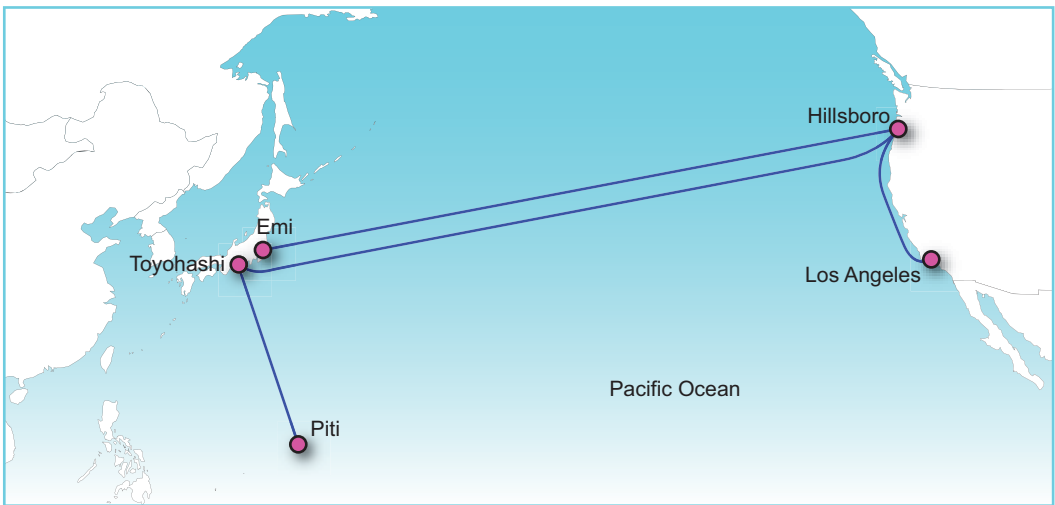 Hillsboro
Emi
Toyohashi
Los Angeles
Pacific Ocean
Piti